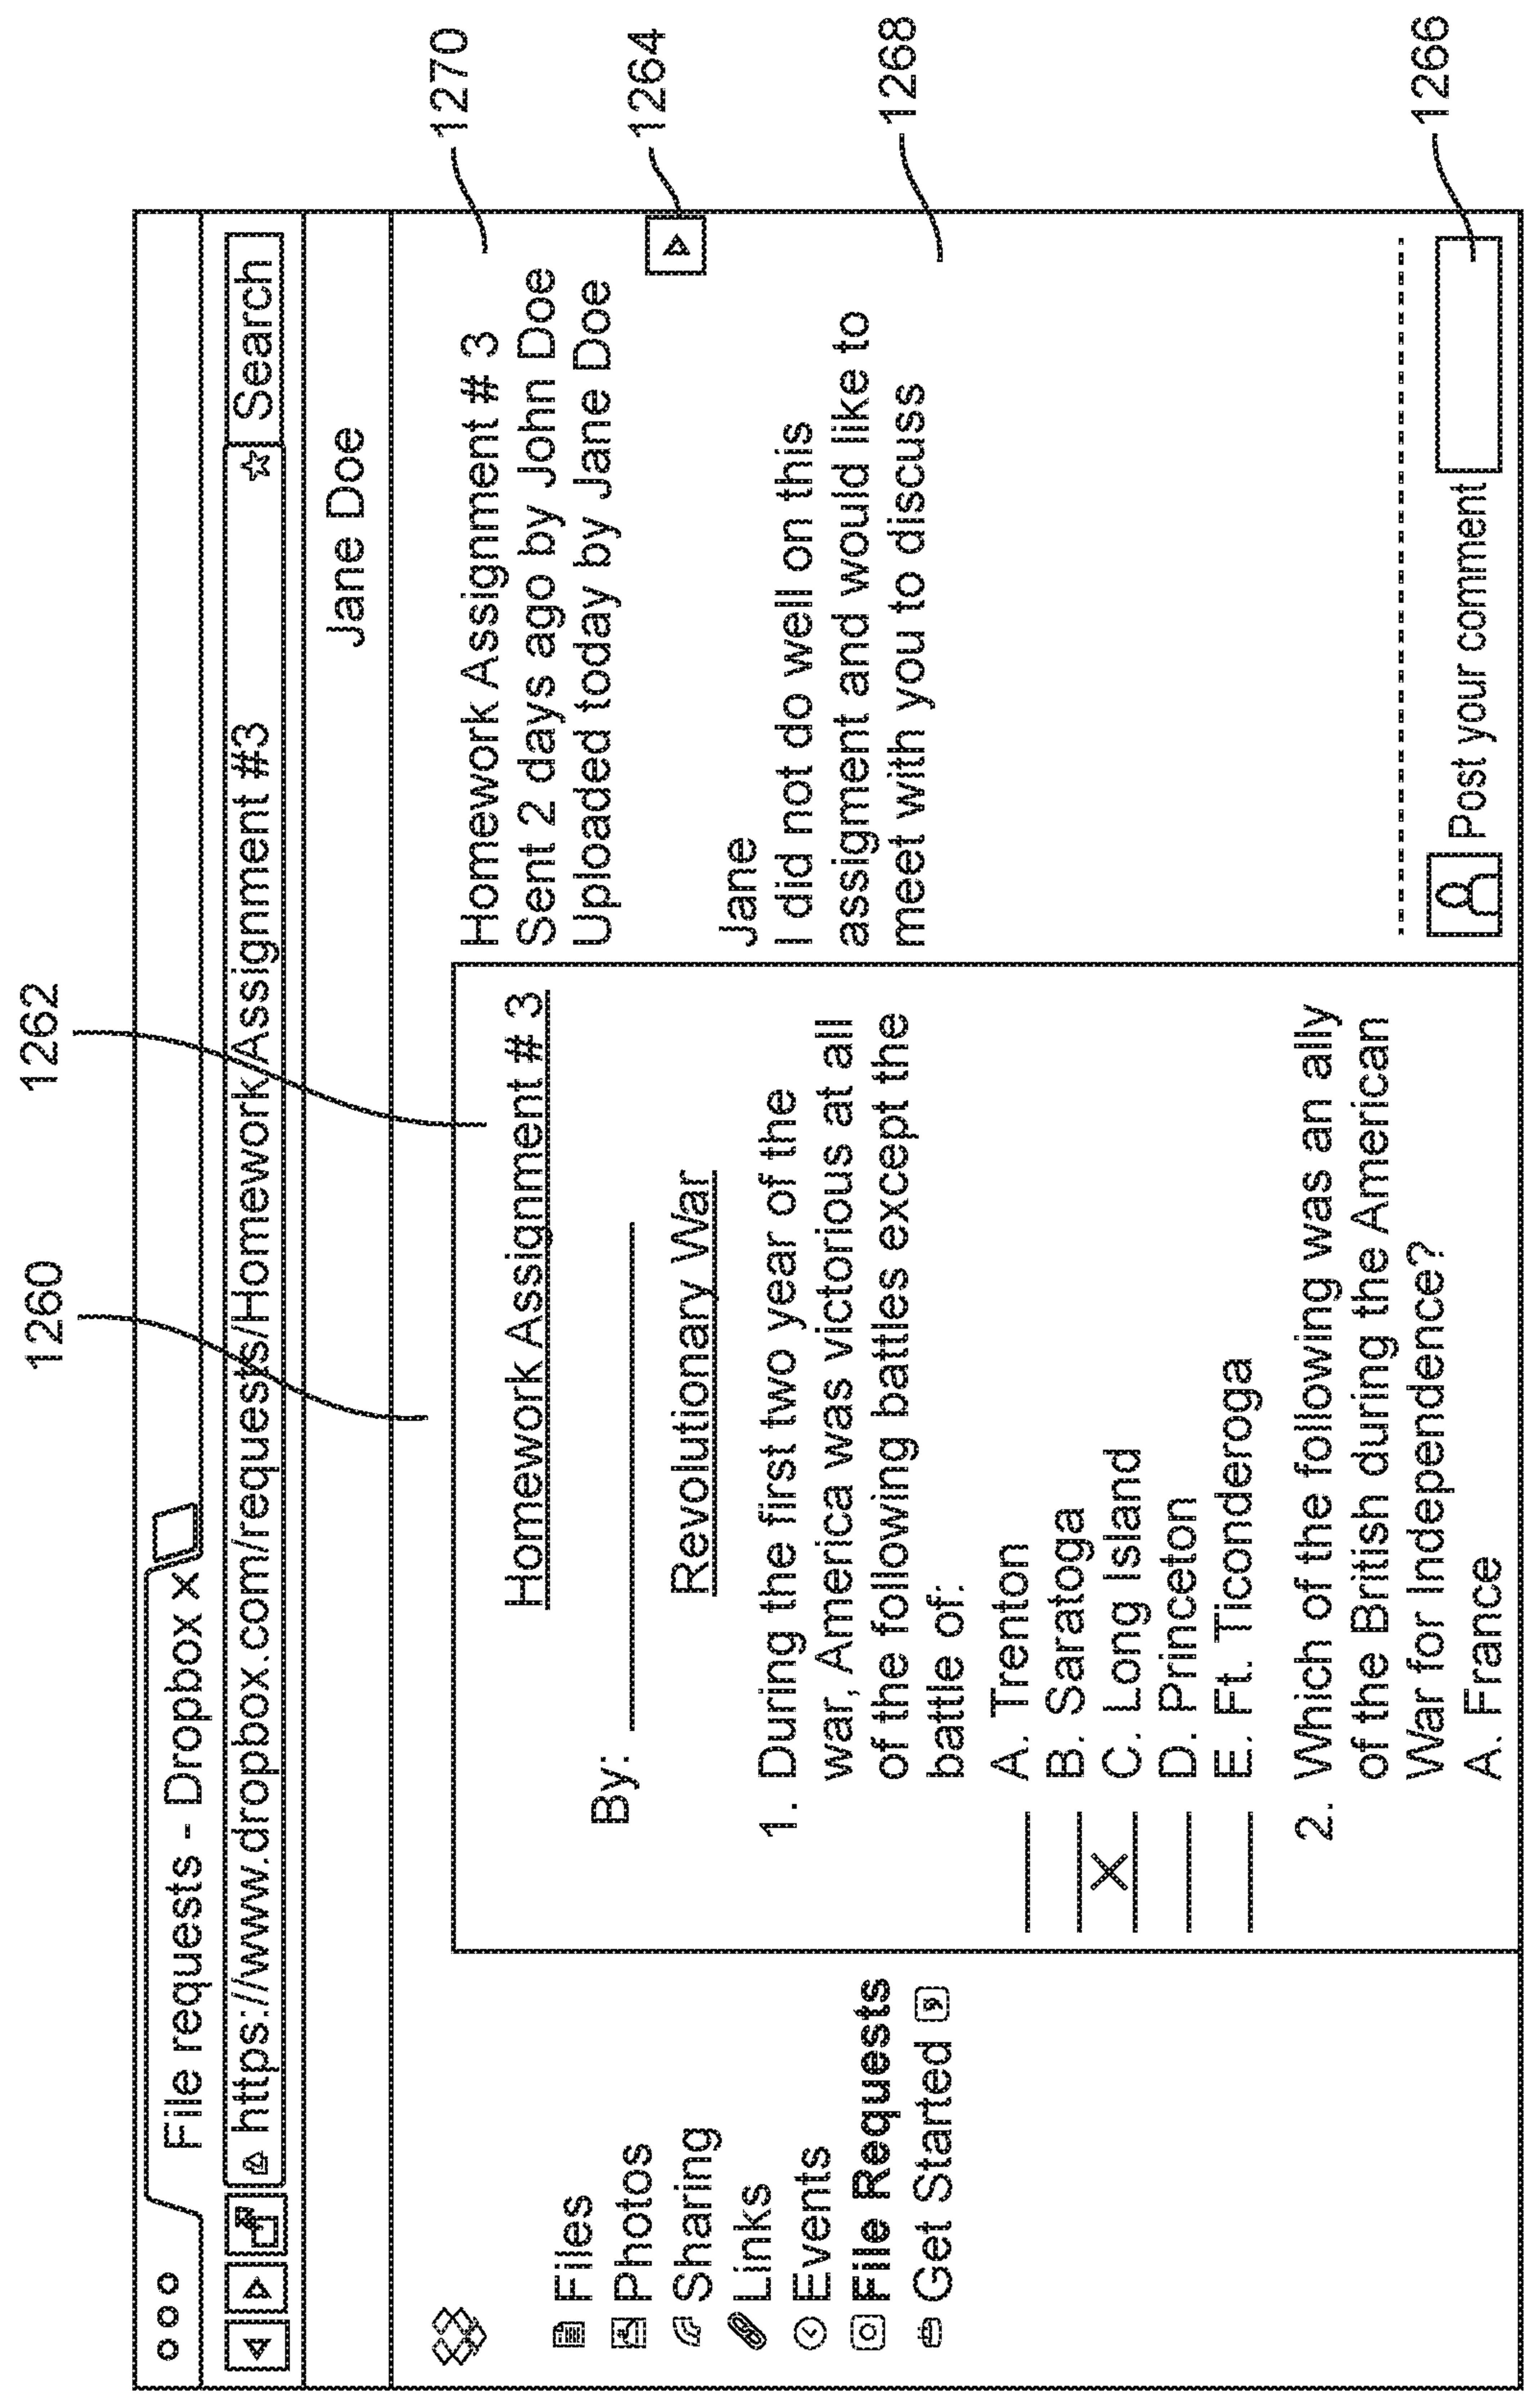 1260
1262
File requests - Dropbox X
https://www.dropbox.com/requests/Homework Assignment #3
Search
Jane Doe
Files
Photos
Sharing
Links
Events
File Requests
Get Started
Homework Assignment # 3
By:
Revolutionary War
1. During the first two year of the
war, America was victorious at all
of the following battles except the
battle of:
A. Trenton
B. Saratoga
X C. Long Island
D. Princeton
E. Ft. Ticonderoga
2. Which of the following was an ally
of the British during the American
War for Independence?
A. France
Homework Assignment # 3
Sent 2 days ago by John Doe
Uploaded today by Jane Doe
Jane
I did not do well on this
assigment and would like to
meet with you to discuss
Post your comment
1270
1264
1268
1266